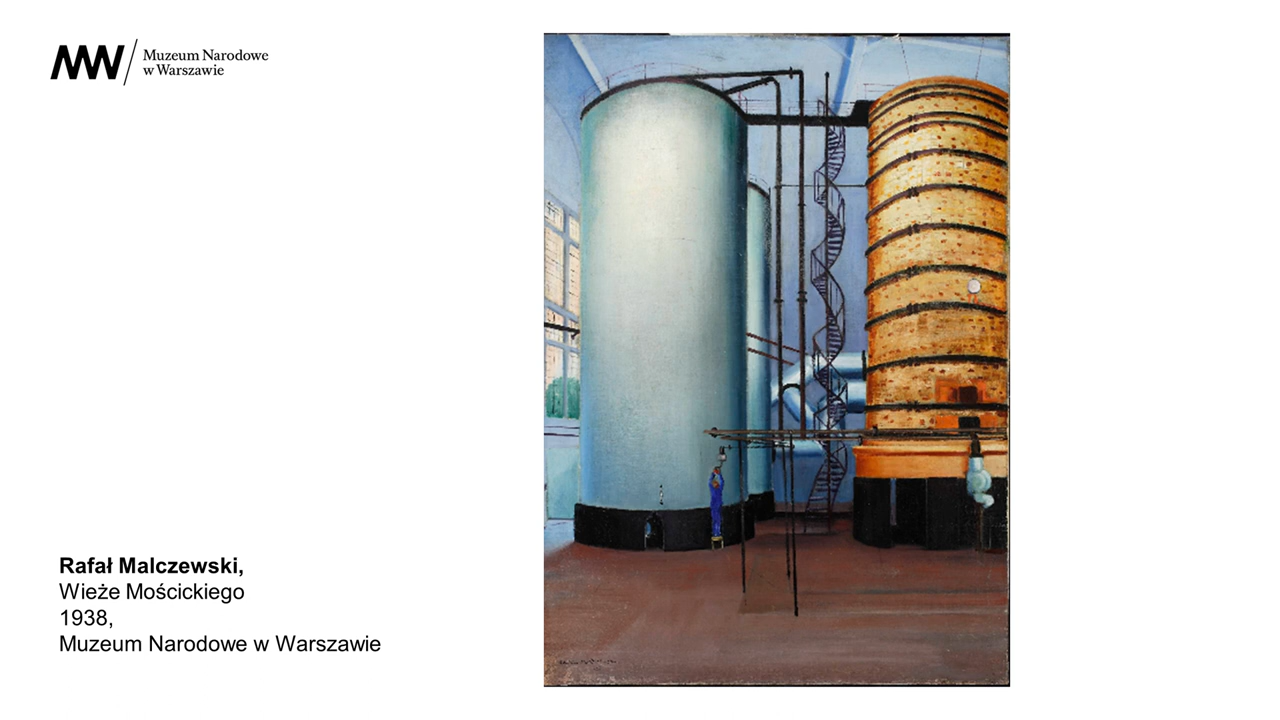 MW
Muzeum Narodowe
w Warszawie
Rafał Malczewski,
Wieże Mościckiego
1938,
Muzeum Narodowe w Warszawie